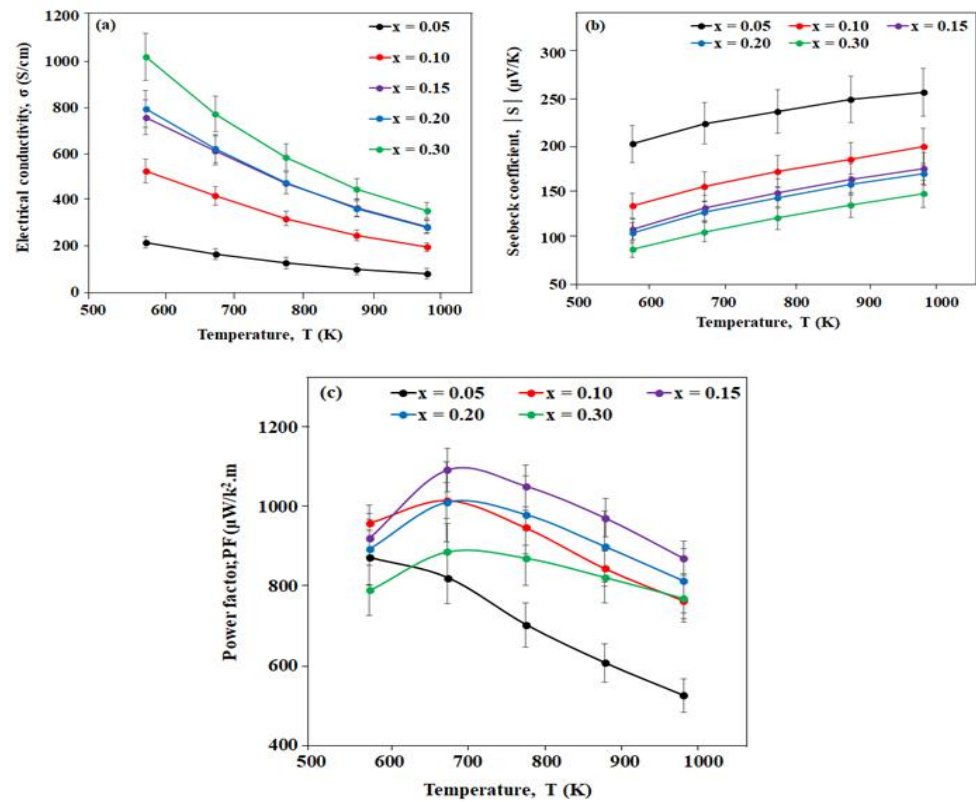 (a)
x = 0.05
x = 0.10
x = 0.15
x = 0.20
x = 0.30
Electrical conductivity, σ (S/cm)
1200
1000
800
600
400
200
0
500 600 700 800 900 1000
Temperature, T (K)
(b)
x = 0.05 x = 0.10 x = 0.15
x = 0.20 x = 0.30
Seebeck coefficient, |S| (μV/K)
300
250
200
150
100
50
500 600 700 800 900 1000
Temperature, T (K)
(c)
x = 0.05 x = 0.10 x = 0.15
x = 0.20 x = 0.30
Power factor,PF (μW/k².m)
1200
1000
800
600
400
500 600 700 800 900 1000
Temperature, T (K)